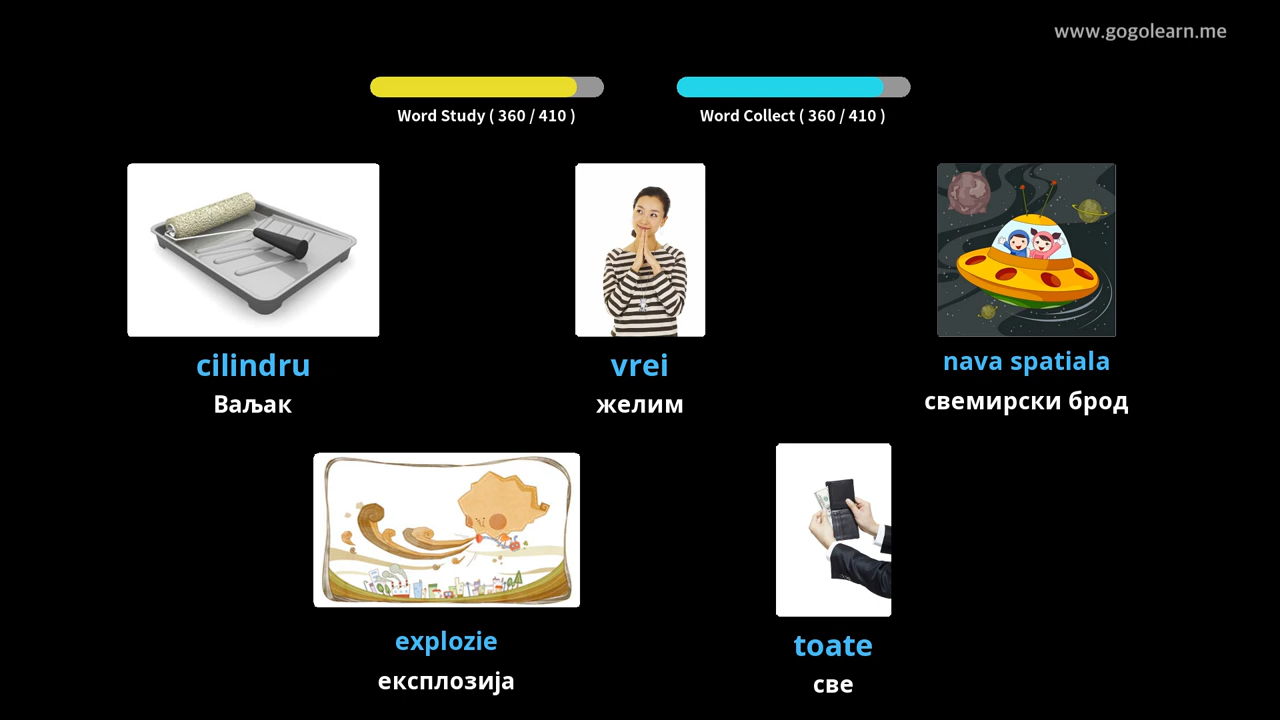 www.gogolearn.me
Word Study ( 360 / 410 )
Word Collect ( 360 / 410 )
cilindru
Ваљак
vrei
желим
nava spatiala
свемирски брод
explozie
експлозија
toate
све